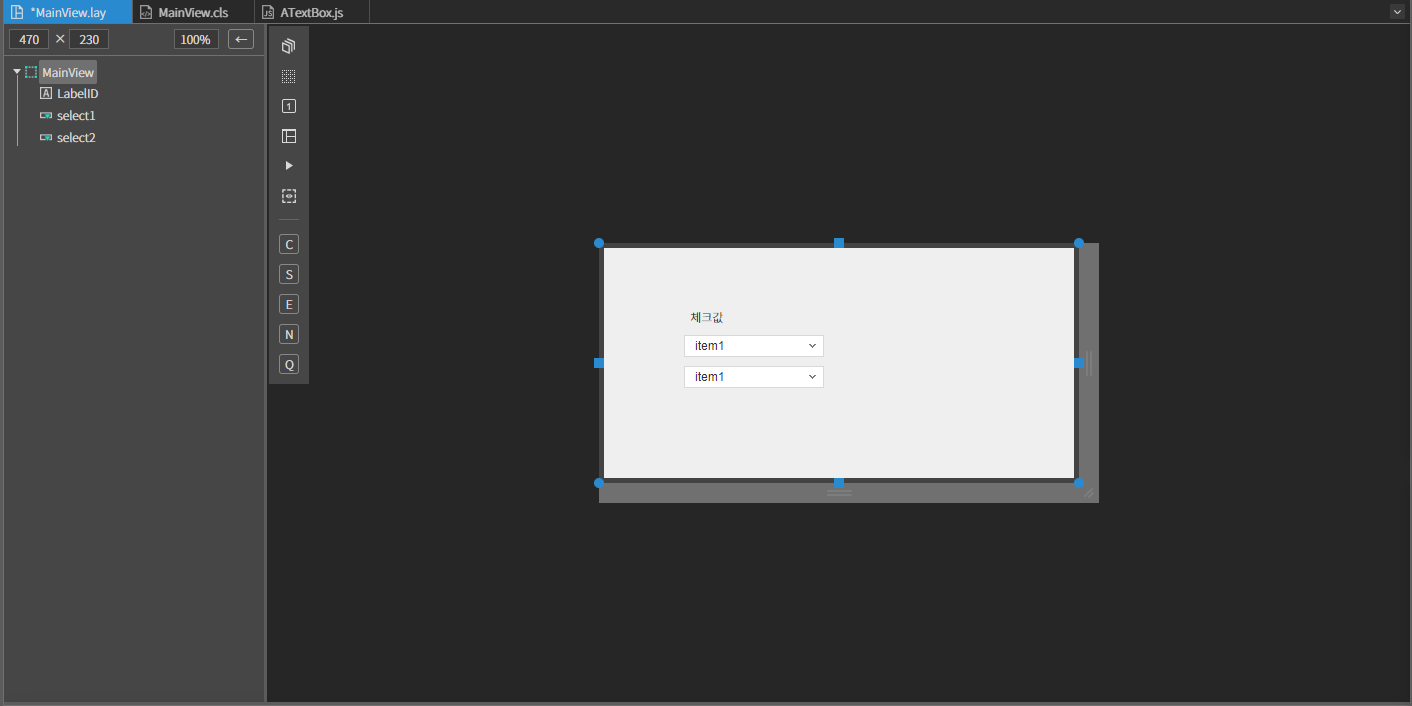 *MainView.lay
MainView.cls
ATextBox.js
470 × 230 100% ←
MainView
LabelID
select1
select2
1
C
S
E
N
Q
체크값
item1
item1